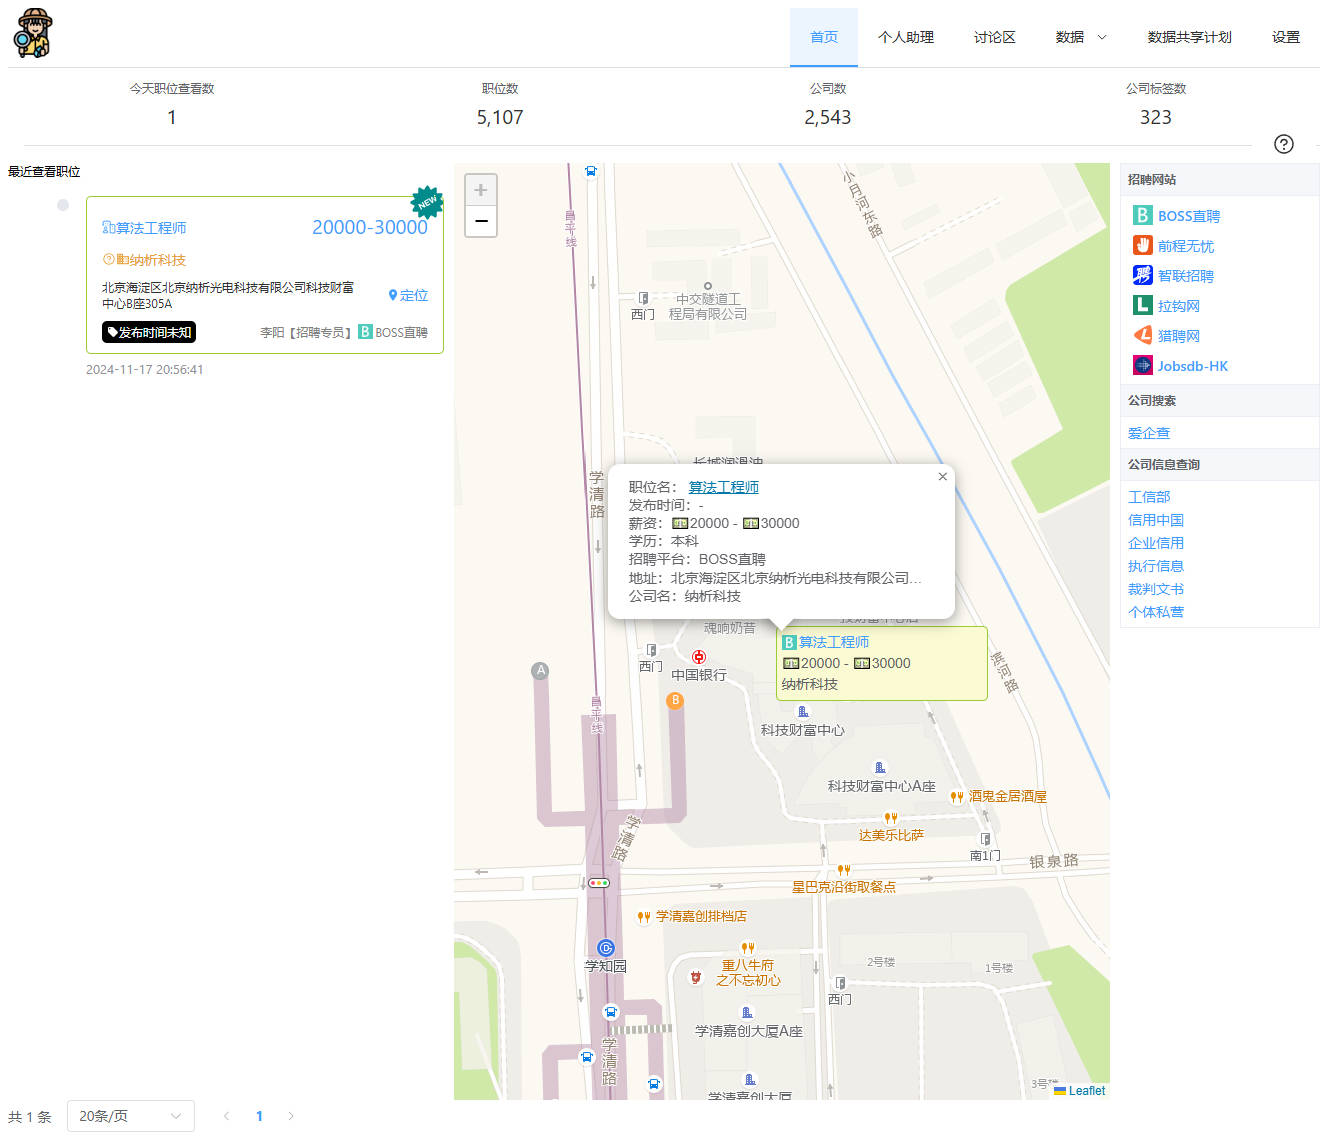 首页
个人助理
讨论区
数据
数据共享计划
设置
今天职位查看数
职位数
公司数
公司标签数
1
5,107
2,543
323
最近查看职位
NEW
算法工程师
20000-30000
纳析科技
北京海淀区北京纳析光电科技有限公司科技财富
中心B座305A
定位
发布时间未知
李阳【招聘专员】
B
BOSS直聘
2024-11-17 20:56:41
共 1 条
20条/页
1
+
−
昌平线
小月河东路
西门
中交隧道工
程局有限公司
长城润滑油
学清路
×
职位名： 算法工程师
发布时间：-
薪资：20000 - 30000
学历：本科
招聘平台：BOSS直聘
地址：北京海淀区北京纳析光电科技有限公司...
公司名：纳析科技
魂响奶昔
B 算法工程师
20000 - 30000
纳析科技
西门
中国银行
滨河路
A
B
昌平线
科技财富中心
科技财富中心A座
酒鬼金居酒屋
学清路
达美乐比萨
南1门
银泉路
星巴克沿街取餐点
学清嘉创排档店
学知园
重八牛府
之不忘初心
2号楼
1号楼
西门
学清嘉创大厦A座
学清路
3号楼
学清嘉创大厦
Leaflet
招聘网站
B BOSS直聘
前程无忧
聘 智联招聘
L 拉钩网
猎聘网
Jobsdb-HK
公司搜索
爱企查
公司信息查询
工信部
信用中国
企业信用
执行信息
裁判文书
个体私营